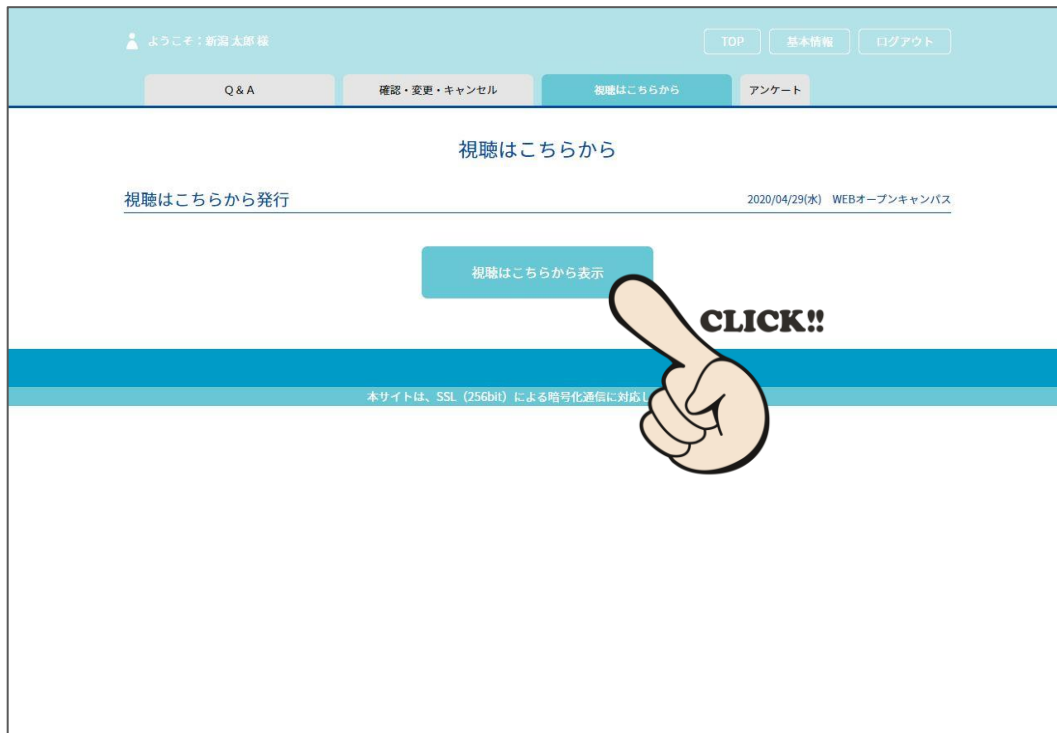 ようこそ：新潟 太郎 様
TOP 基本情報 ログアウト
Q & A 確認・変更・キャンセル 視聴はこちらから アンケート
視聴はこちらから
視聴はこちらから発行
2020/04/29(水) WEBオープンキャンパス
視聴はこちらから表示
CLICK!!
本サイトは、SSL（256bit）による暗号化通信に対応し